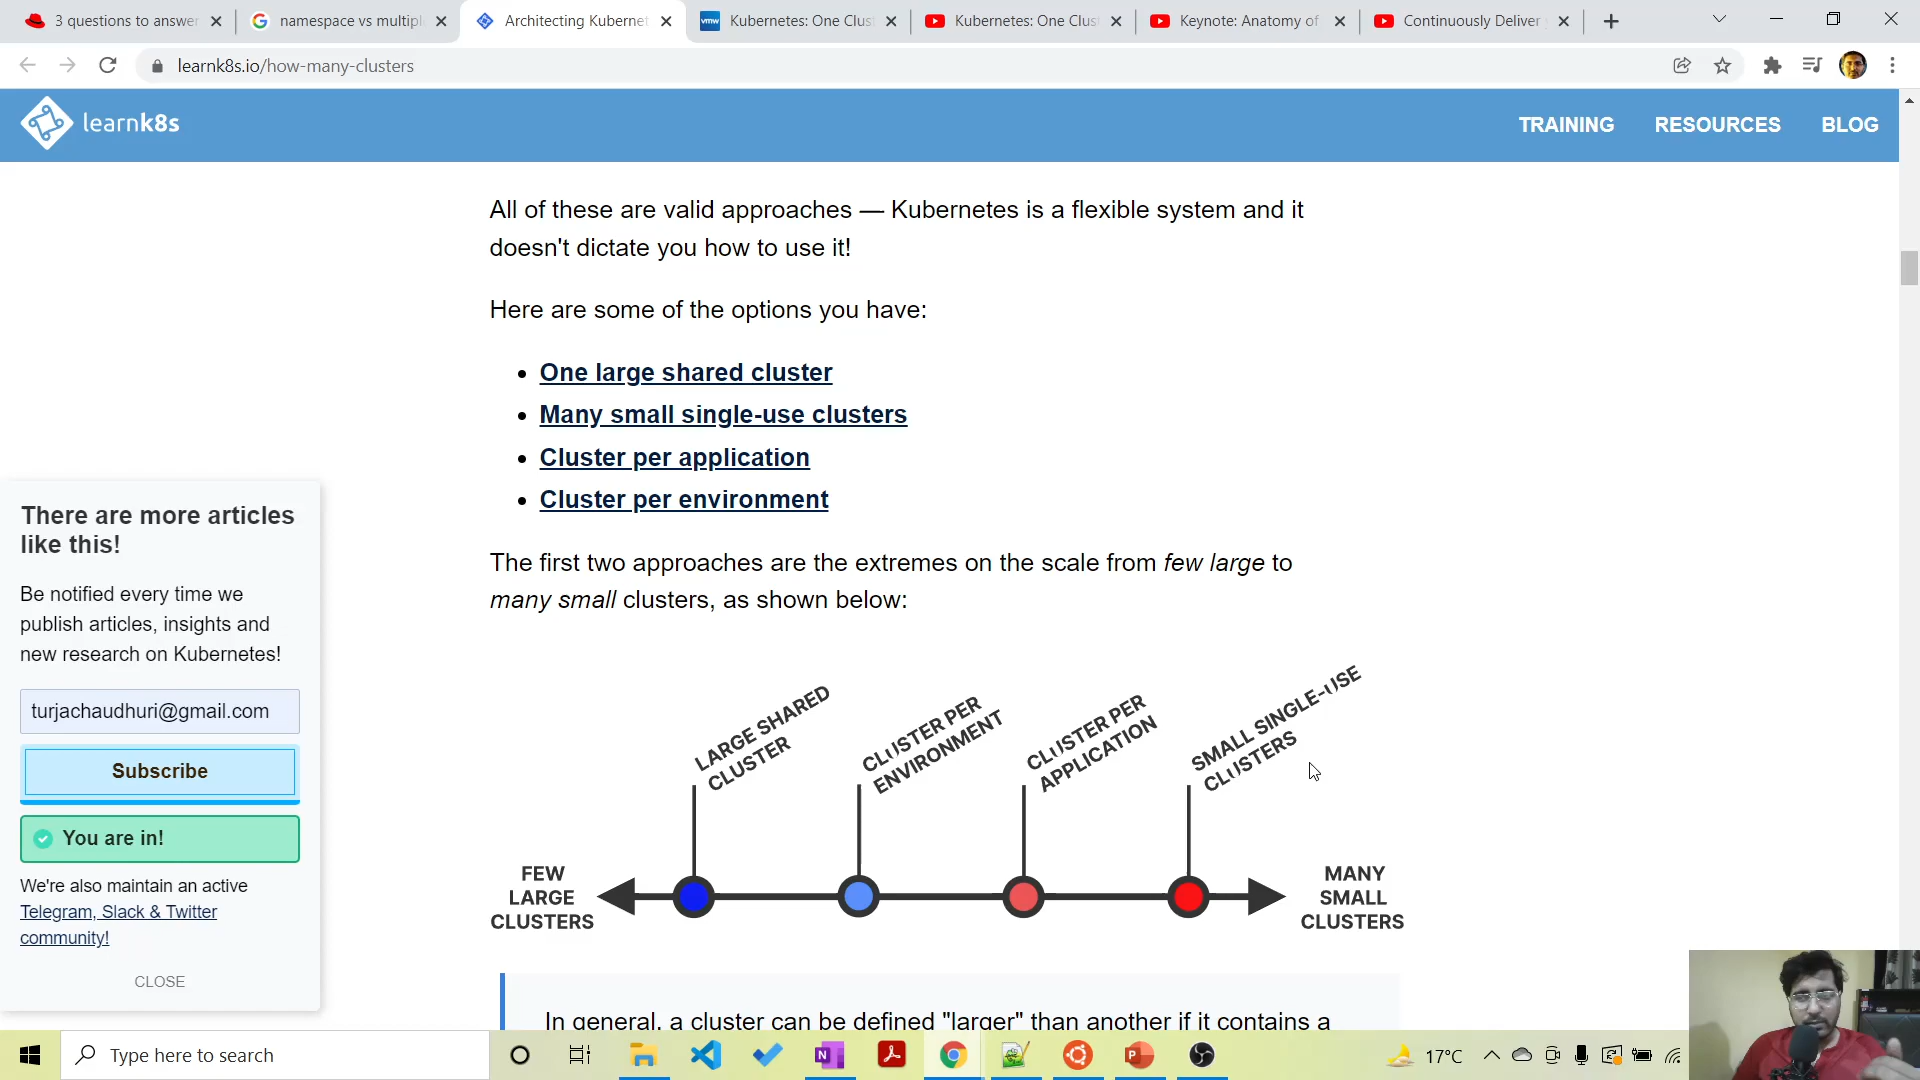 3 questions to answer
namespace vs multipl
Architecting Kubernet
vmw
Kubernetes: One Clust
Kubernetes: One Clust
Keynote: Anatomy of
Continuously Deliver
learnk8s.io/how-many-clusters
learnk8s
TRAINING
RESOURCES
BLOG
All of these are valid approaches — Kubernetes is a flexible system and it
doesn't dictate you how to use it!
Here are some of the options you have:
• One large shared cluster
• Many small single-use clusters
• Cluster per application
• Cluster per environment
The first two approaches are the extremes on the scale from few large to
many small clusters, as shown below:
LARGE SHARED
CLUSTER
CLUSTER PER
ENVIRONMENT
CLUSTER PER
APPLICATION
SMALL SINGLE-USE
CLUSTERS
FEW
LARGE
CLUSTERS
MANY
SMALL
CLUSTERS
In general, a cluster can be defined "larger" than another if it contains a
There are more articles
like this!
Be notified every time we
publish articles, insights and
new research on Kubernetes!
turjachaudhuri@gmail.com
Subscribe
You are in!
We're also maintain an active
Telegram, Slack & Twitter
community!
CLOSE
Type here to search
17°C